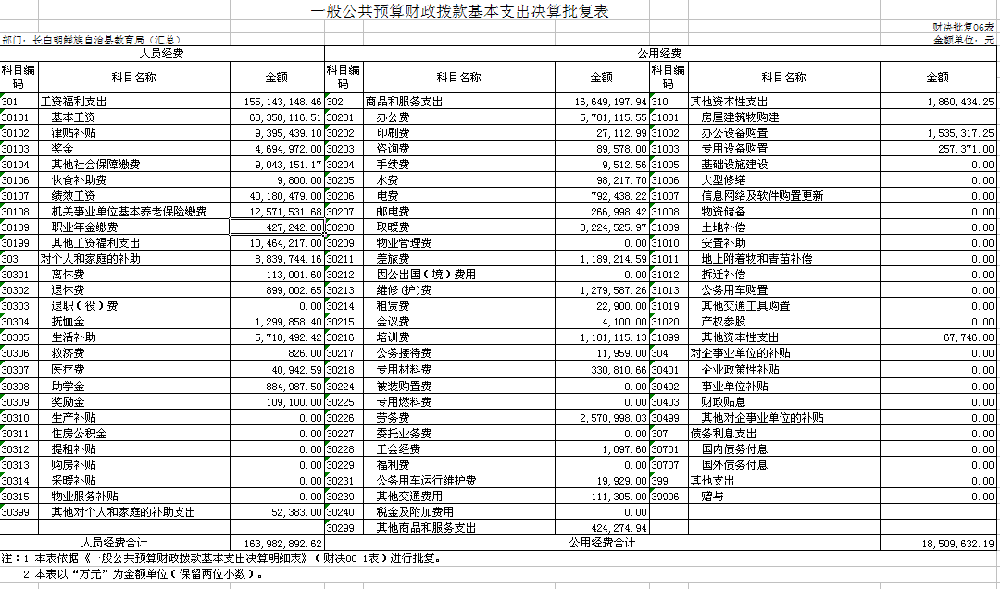 一般公共预算财政拨款基本支出决算批复表
财决批复06表
部门：长白朝鲜族自治县教育局（汇总） 金额单位：元
人员经费 公用经费
科目编码 科目名称 金额 科目编码 科目名称 金额 科目编码 科目名称 金额
301 工资福利支出 155,143,148.46 302 商品和服务支出 16,649,197.94 310 其他资本性支出 1,860,434.25
30101 基本工资 68,358,116.51 30201 办公费 5,701,115.55 31001 房屋建筑物购建
30102 津贴补贴 9,395,439.10 30202 印刷费 27,112.99 31002 办公设备购置 1,535,317.25
30103 奖金 4,694,972.00 30203 咨询费 89,578.00 31003 专用设备购置 257,371.00
30104 其他社会保障缴费 9,043,151.17 30204 手续费 9,512.56 31005 基础设施建设 0.00
30106 伙食补助费 9,800.00 30205 水费 98,217.70 31006 大型修缮 0.00
30107 绩效工资 40,180,479.00 30206 电费 792,438.22 31007 信息网络及软件购置更新 0.00
30108 机关事业单位基本养老保险缴费 12,571,531.68 30207 邮电费 266,998.42 31008 物资储备 0.00
30109 职业年金缴费 427,242.00 30208 取暖费 3,224,525.97 31009 土地补偿 0.00
30199 其他工资福利支出 10,464,217.00 30209 物业管理费 0.00 31010 安置补助 0.00
303 对个人和家庭的补助 8,839,744.16 30211 差旅费 1,189,214.59 31011 地上附着物和青苗补偿 0.00
30301 离休费 113,001.60 30212 因公出国（境）费用 0.00 31012 拆迁补偿 0.00
30302 退休费 899,002.65 30213 维修(护)费 1,279,587.26 31013 公务用车购置 0.00
30303 退职（役）费 0.00 30214 租赁费 22,900.00 31019 其他交通工具购置 0.00
30304 抚恤金 1,299,858.40 30215 会议费 4,100.00 31020 产权参股 0.00
30305 生活补助 5,710,492.42 30216 培训费 1,101,115.13 31099 其他资本性支出 67,746.00
30306 救济费 826.00 30217 公务接待费 11,959.00 304 对企事业单位的补贴 0.00
30307 医疗费 40,942.59 30218 专用材料费 330,810.66 30401 企业政策性补贴 0.00
30308 助学金 884,987.50 30224 被装购置费 0.00 30402 事业单位补贴 0.00
30309 奖励金 109,100.00 30225 专用燃料费 0.00 30403 财政贴息 0.00
30310 生产补贴 0.00 30226 劳务费 2,570,998.03 30499 其他对企事业单位的补贴 0.00
30311 住房公积金 0.00 30227 委托业务费 0.00 307 债务利息支出 0.00
30312 提租补贴 0.00 30228 工会经费 1,097.60 30701 国内债务付息 0.00
30313 购房补贴 0.00 30229 福利费 0.00 30707 国外债务付息 0.00
30314 采暖补贴 0.00 30231 公务用车运行维护费 19,929.00 399 其他支出 0.00
30315 物业服务补贴 0.00 30239 其他交通费用 111,305.00 39906 赠与 0.00
30399 其他对个人和家庭的补助支出 52,383.00 30240 税金及附加费用 0.00
30299 其他商品和服务支出 424,274.94
人员经费合计 163,982,892.62 公用经费合计 18,509,632.19
注：1.本表依据《一般公共预算财政拨款基本支出决算明细表》（财决08-1表）进行批复。
2.本表以“万元”为金额单位（保留两位小数）。